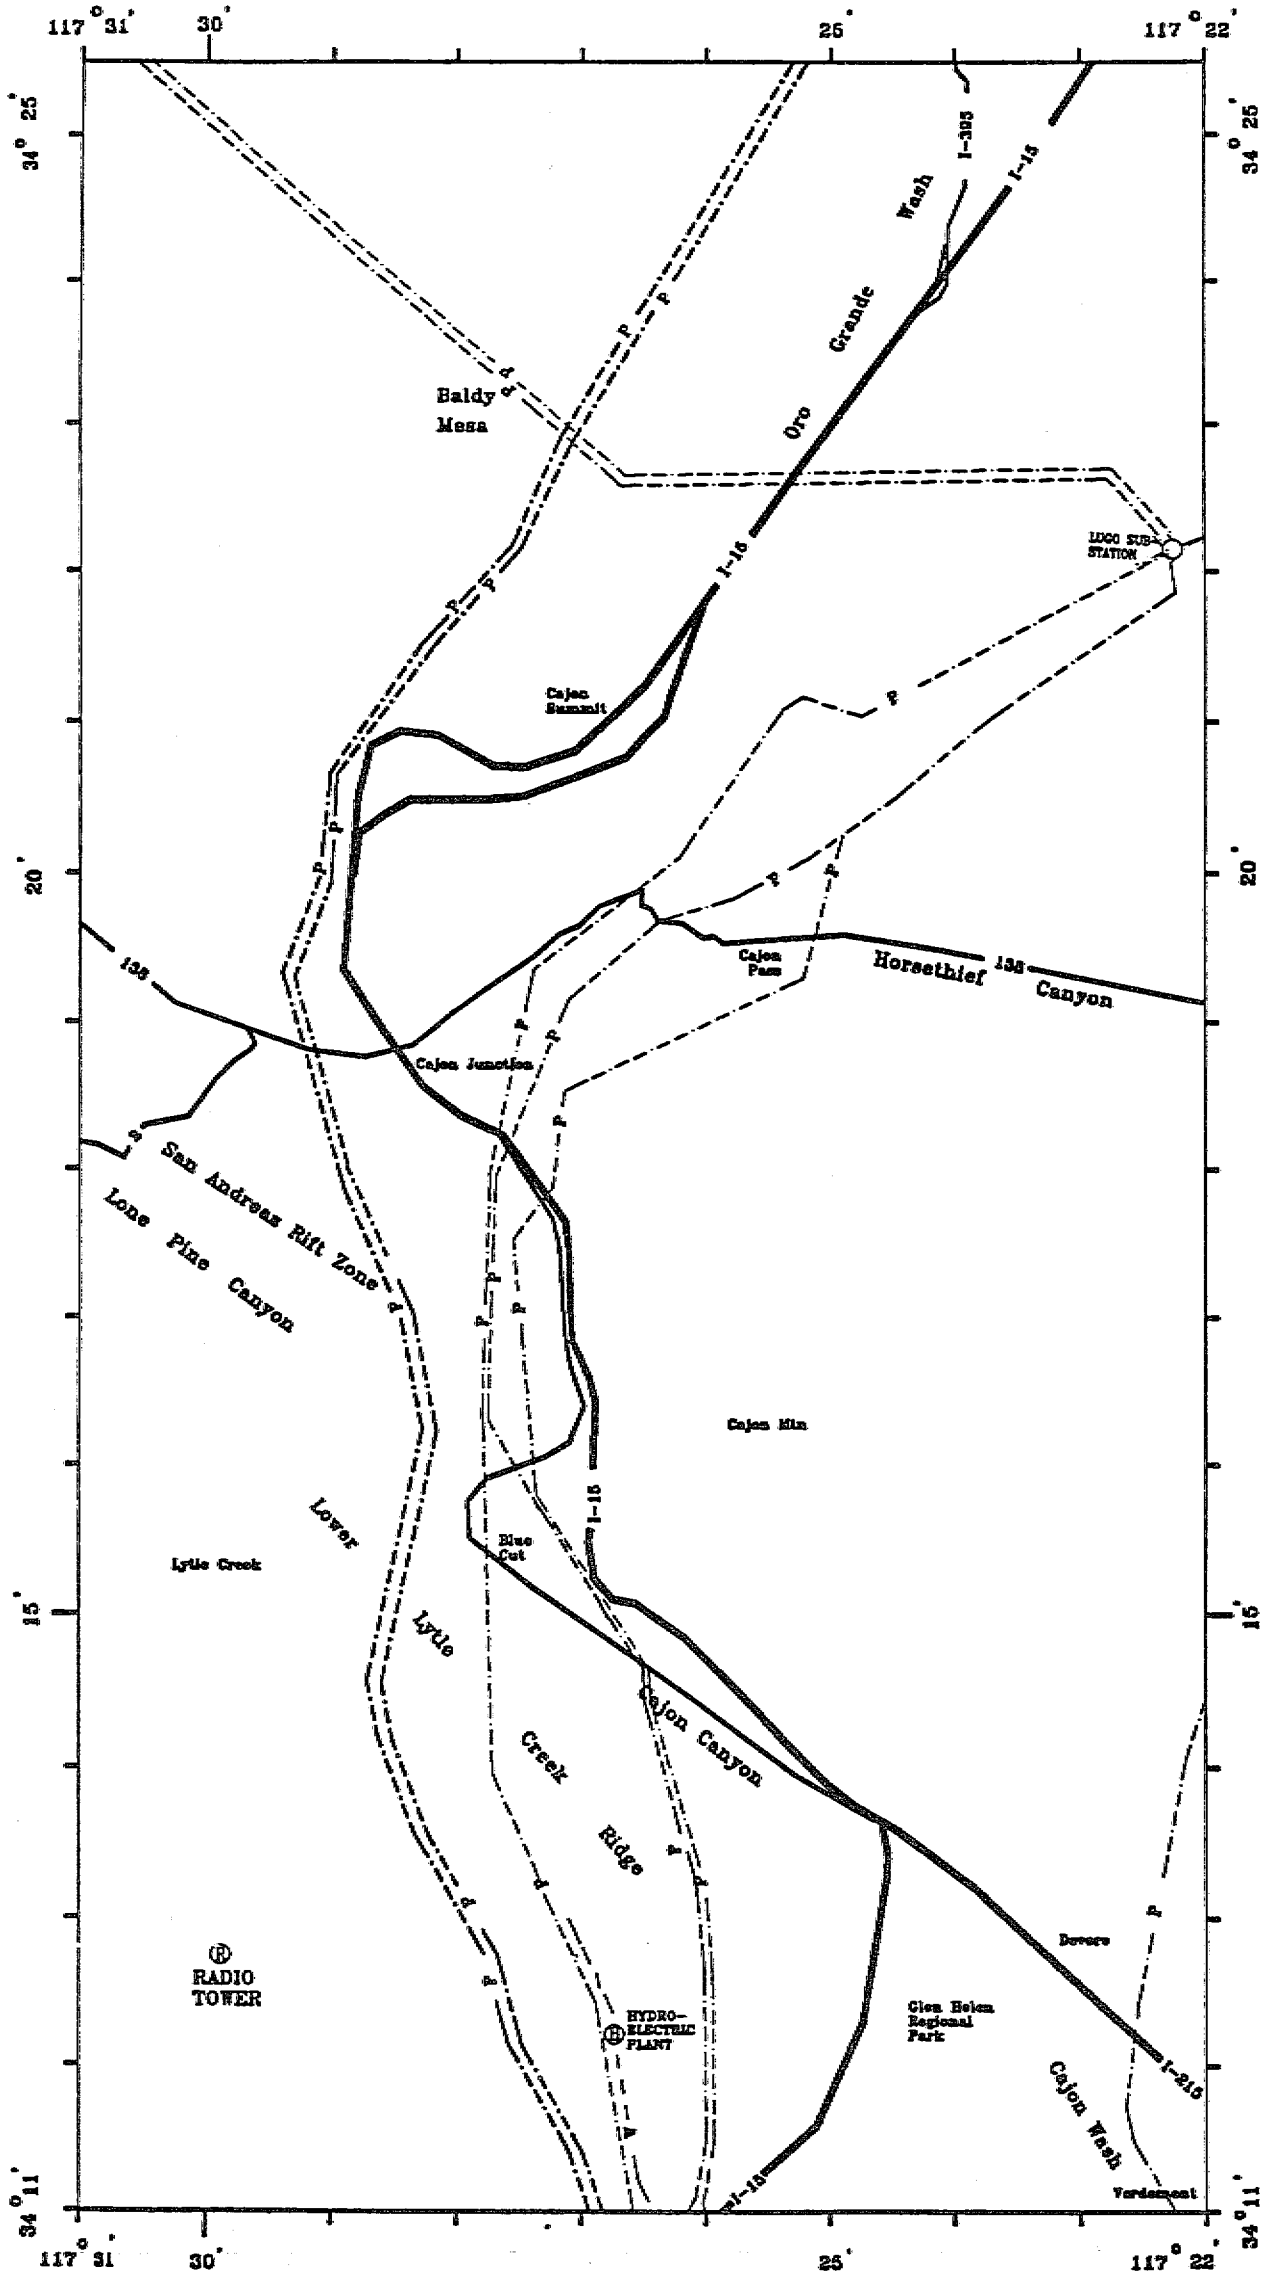 117° 31'
30'
25'
117° 22'
34° 25'
34° 25'
I-395
I-15
Wash
Grande
Oro
P
P
P
P
Baldy
Mesa
I-15
LUGO SUB-
STATION
P
P
Cajon
Summit
P
P
P
20'
20'
P
P
P
138
Cajon
Pass
Horsethief
138
Canyon
P
P
Cajon Junction
P
S
San Andreas Rift Zone
Lone Pine Canyon
P
P
P
P
Cajon Mtn
Lower
I-15
Blue
Cut
Lytle Creek
15'
15'
Lytle
Cajon Canyon
Creek
Ridge
P
P
P
P
P
Devore
R
RADIO
TOWER
P
Glen Helen
Regional
Park
HYDRO-
ELECTRIC
PLANT
H
I-215
Cajon Wash
I-15
Verdemont
34° 11'
34° 11'
117° 31'
30'
25'
117° 22'